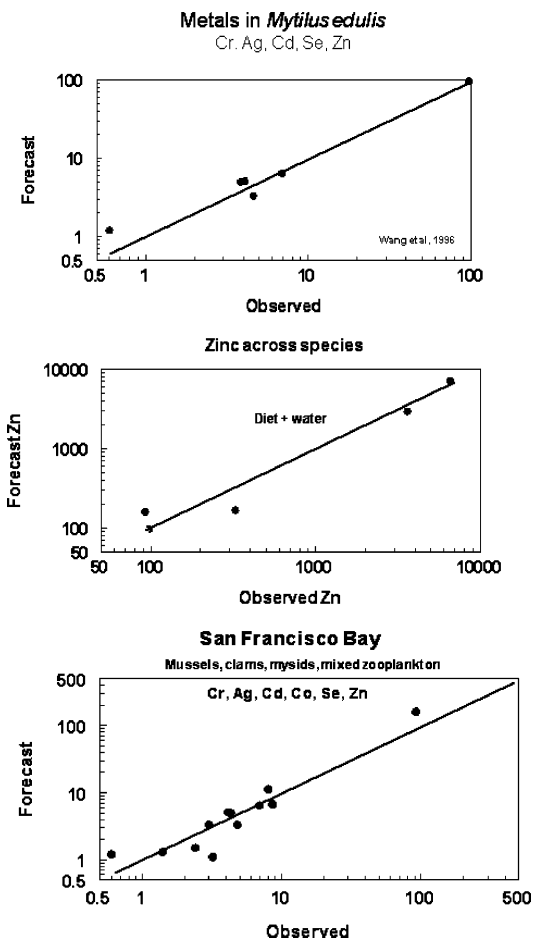 Metals in Mytilus edulis
Cr. Ag, Cd, Se, Zn
100
10
1
0.5
Forecast
Wang et al, 1996
0.5
1
10
100
Observed
Zinc across species
10000
1000
100
50
Forecast Zn
Diet + water
50
100
1000
10000
Observed Zn
San Francisco Bay
Mussels, clams, mysids, mixed zooplankton
Cr, Ag, Cd, Co, Se, Zn
500
100
10
1
0.5
Forecast
0.5
1
10
100
500
Observed